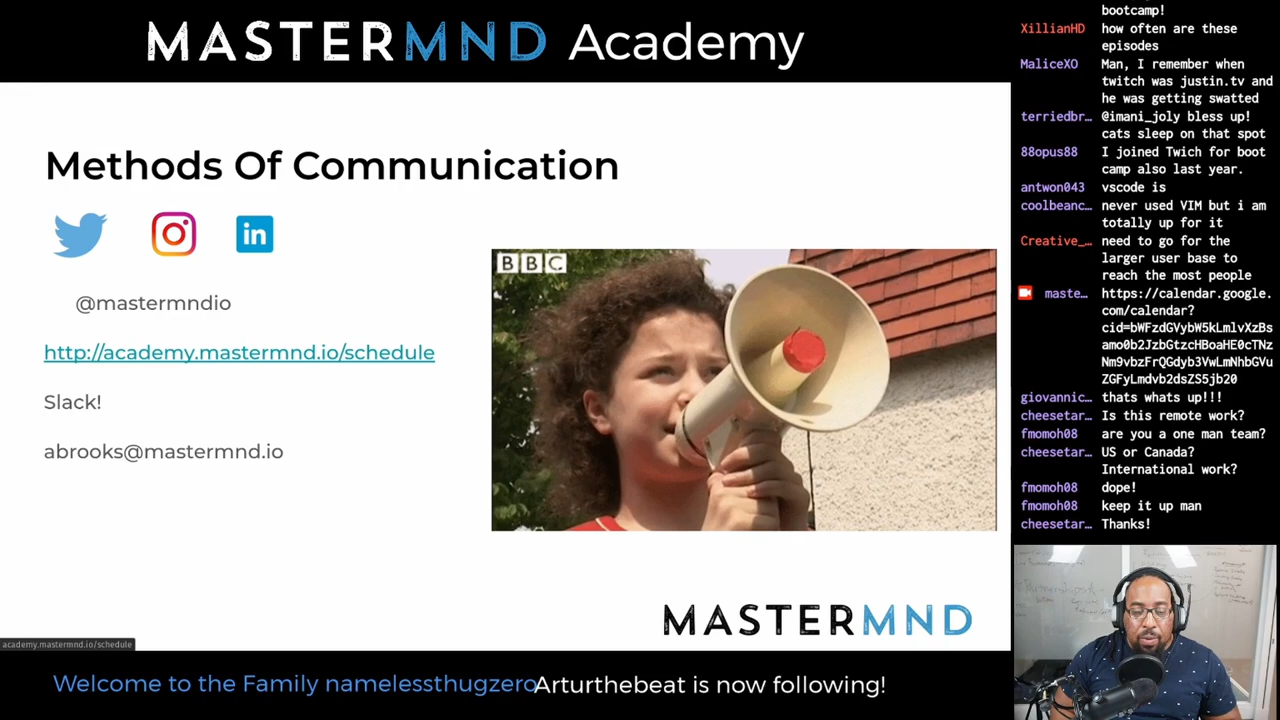 MASTERMND Academy
Methods Of Communication
in
@mastermndio
http://academy.mastermnd.io/schedule
Slack!
abrooks@mastermnd.io
BBC
MASTERMND
academy.mastermnd.io/schedule
Welcome to the Family namelessthugzero
Arturthebeat is now following!
bootcamp!
XillianHD how often are these
episodes
MaliceXO Man, I remember when
twitch was justin.tv and
he was getting swatted
terriedbr… @imani_joly bless up!
cats sleep on that spot
88opus88 I joined Twich for boot
camp also last year.
antwon043 vscode is
coolbeanc… never used VIM but i am
totally up for it
Creative_… need to go for the
larger user base to
reach the most people
maste… https://calendar.google.
com/calendar?
cid=bWFzdGVybW5kLmlvXzBs
amo0b2JzbGtzcHBoaHE0cTNz
Nm9vbzFrQGdyb3VwLmNhbGVu
ZGFyLmdvb2dsZS5jb20
giovannic… thats whats up!!!
cheesetar… Is this remote work?
fmomoh08 are you a one man team?
cheesetar… US or Canada?
International work?
fmomoh08 dope!
fmomoh08 keep it up man
cheesetar… Thanks!